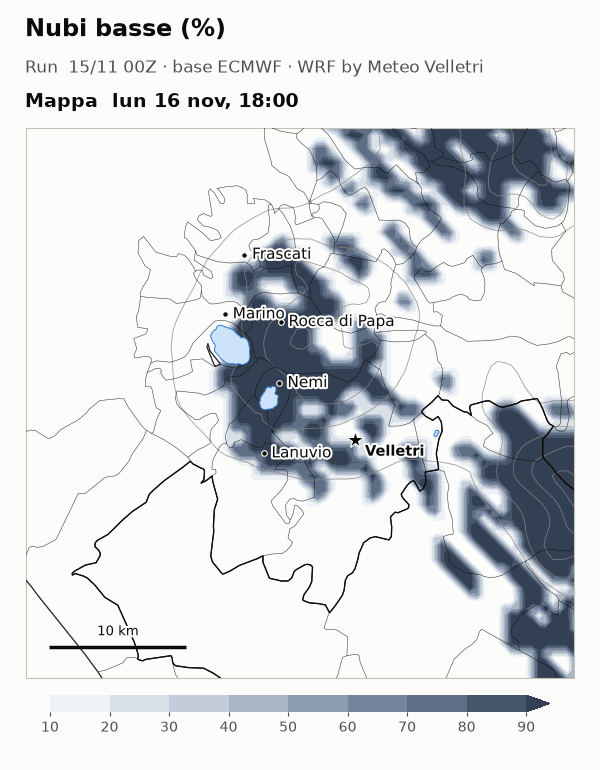 Nubi basse (%)
Run  15/11 00Z · base ECMWF · WRF by Meteo Velletri
Mappa  lun 16 nov, 18:00
Frascati
Marino
Rocca di Papa
Nemi
Velletri
Lanuvio
10 km
10 20 30 40 50 60 70 80 90